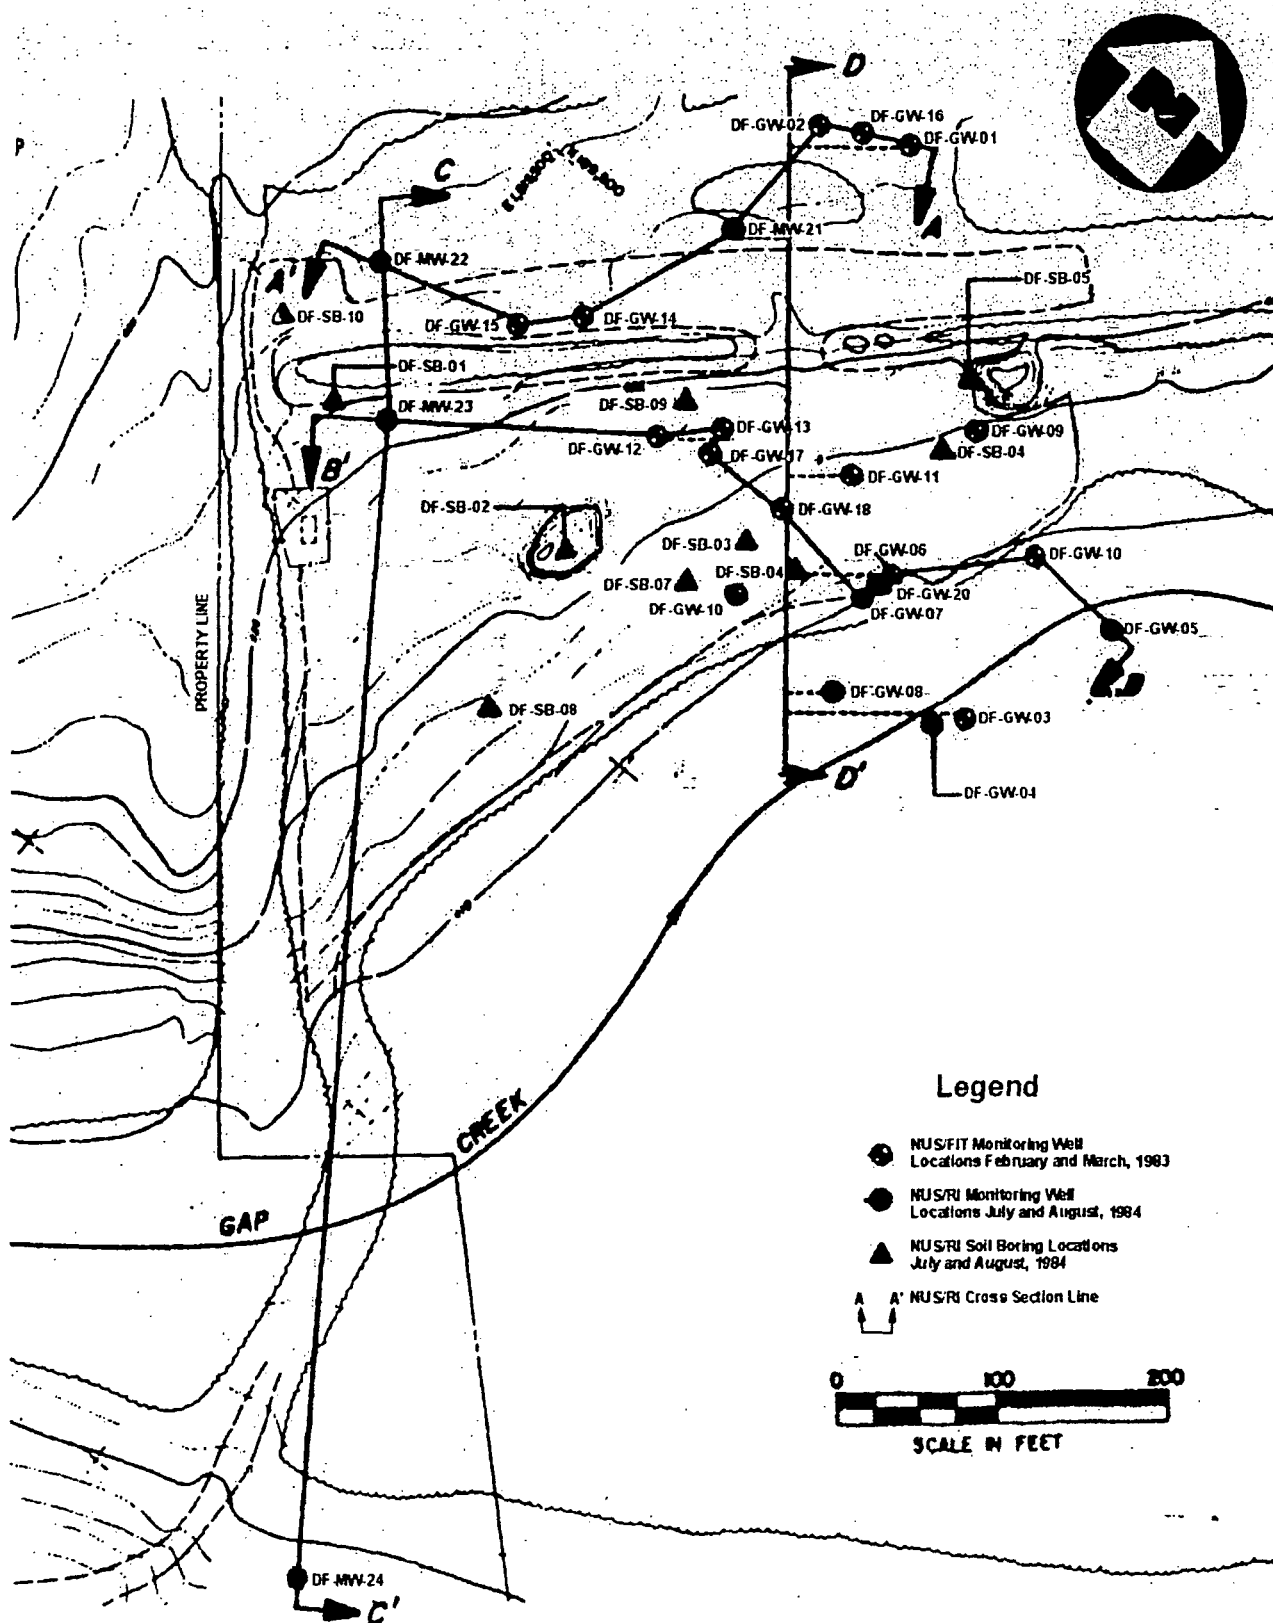 P
D
DF-GW-02
DF-GW-16
DF-GW-01
C
A
DF-MW-21
DF-MW-22
A'
DF-SB-05
DF-SB-10
DF-GW-15
DF-GW-14
DF-SB-01
DF-MW-23
DF-SB-09
DF-GW-13
DF-GW-12
DF-GW-17
DF-GW-09
DF-SB-04
DF-GW-11
B'
DF-SB-02
DF-GW-18
DF-SB-03
DF-GW-06
DF-GW-10
DF-SB-04
DF-SB-07
DF-GW-10
DF-GW-20
DF-GW-07
DF-GW-05
B
PROPERTY LINE
DF-GW-08
DF-SB-08
DF-GW-03
D'
DF-GW-04
Legend
NUS/FIT Monitoring Well
Locations February and March, 1983
NUS/RI Monitoring Well
Locations July and August, 1984
NUS/RI Soil Boring Locations
July and August, 1984
A A' NUS/RI Cross Section Line
GAP
CREEK
0 100 200
SCALE IN FEET
DF-MW-24
C'